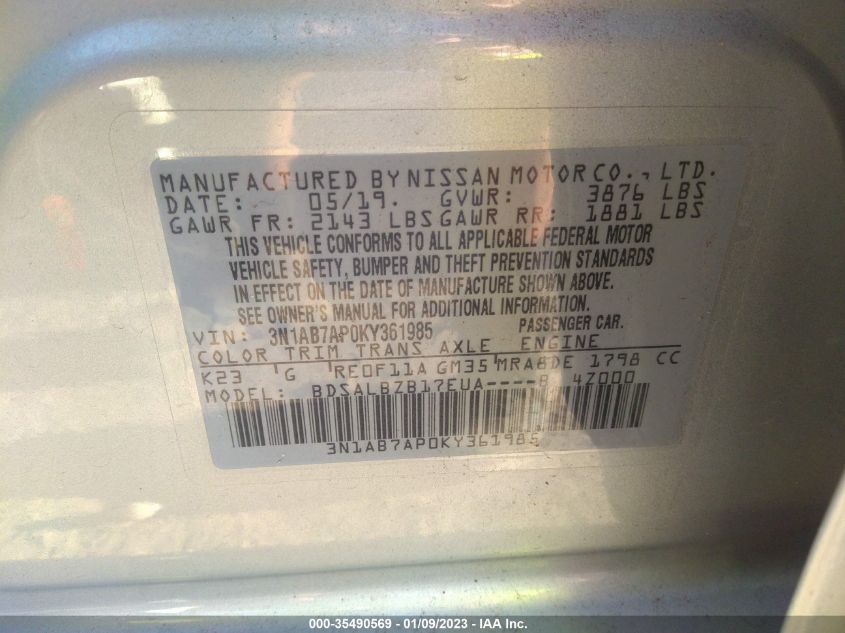 MANUFACTURED BY NISSAN MOTOR CO., LTD.
DATE: 05/19. GVWR: 3876 LBS
GAWR FR: 2143 LBS GAWR RR: 1881 LBS
THIS VEHICLE CONFORMS TO ALL APPLICABLE FEDERAL MOTOR
VEHICLE SAFETY, BUMPER AND THEFT PREVENTION STANDARDS
IN EFFECT ON THE DATE OF MANUFACTURE SHOWN ABOVE.
SEE OWNER'S MANUAL FOR ADDITIONAL INFORMATION.
VIN: 3N1AB7AP0KY361985 PASSENGER CAR.
COLOR TRIM TRANS AXLE ENGINE
K23 G RE0F11A GM35 MRA8DE 1798 CC
MODEL: BDSALBZB17EUA----B 4Z000
3N1AB7AP0KY361985
000-35490569 - 01/09/2023 - IAA Inc.